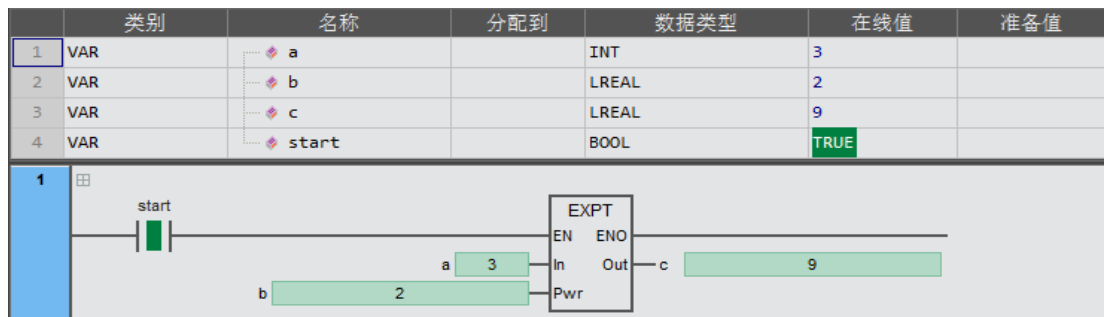 类别 名称 分配到 数据类型 在线值 准备值
1 VAR a INT 3
2 VAR b LREAL 2
3 VAR c LREAL 9
4 VAR start BOOL TRUE
1
start
EXPT
EN ENO
a 3 In Out c 9
b 2 Pwr